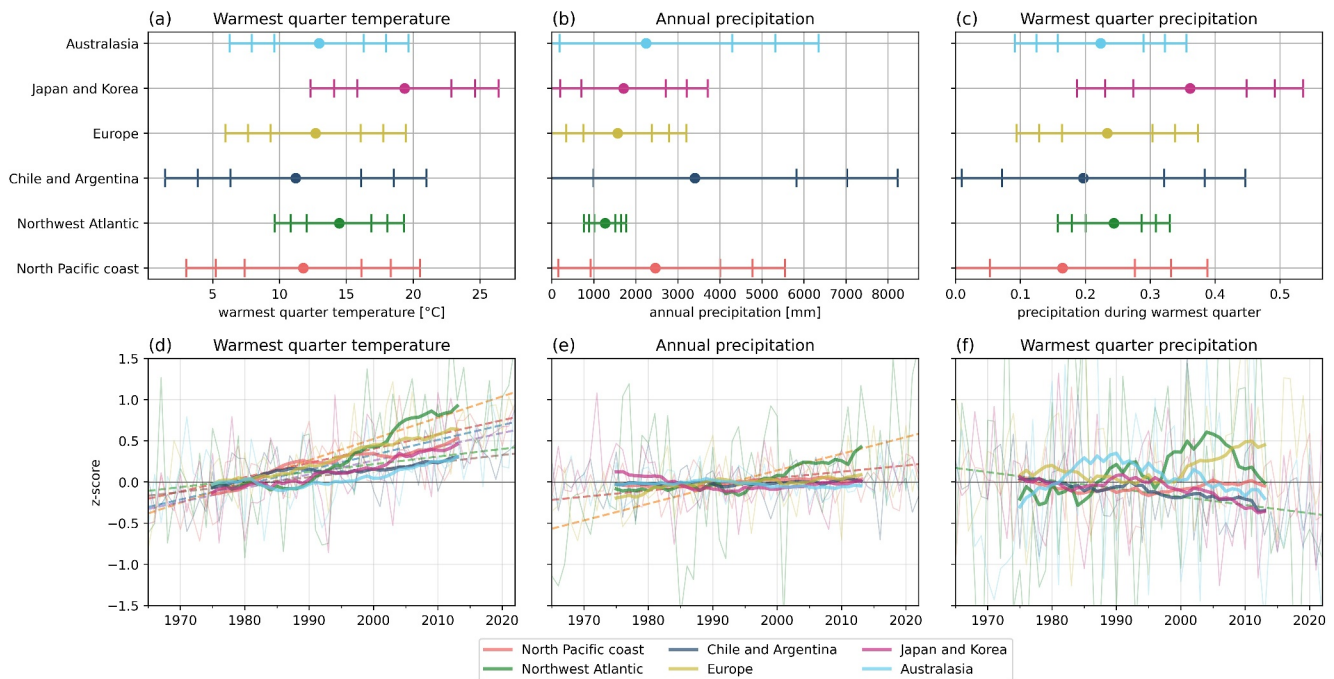 (a) Warmest quarter temperature
(b) Annual precipitation
(c) Warmest quarter precipitation
Australasia
Japan and Korea
Europe
Chile and Argentina
Northwest Atlantic
North Pacific coast
5 10 15 20 25
0 1000 2000 3000 4000 5000 6000 7000 8000
0.0 0.1 0.2 0.3 0.4 0.5
warmest quarter temperature [°C]
annual precipitation [mm]
precipitation during warmest quarter
(d) Warmest quarter temperature
(e) Annual precipitation
(f) Warmest quarter precipitation
z-score
1.5
1.0
0.5
0.0
−0.5
−1.0
−1.5
1970 1980 1990 2000 2010 2020
1970 1980 1990 2000 2010 2020
1970 1980 1990 2000 2010 2020
North Pacific coast Chile and Argentina Japan and Korea
Northwest Atlantic Europe Australasia